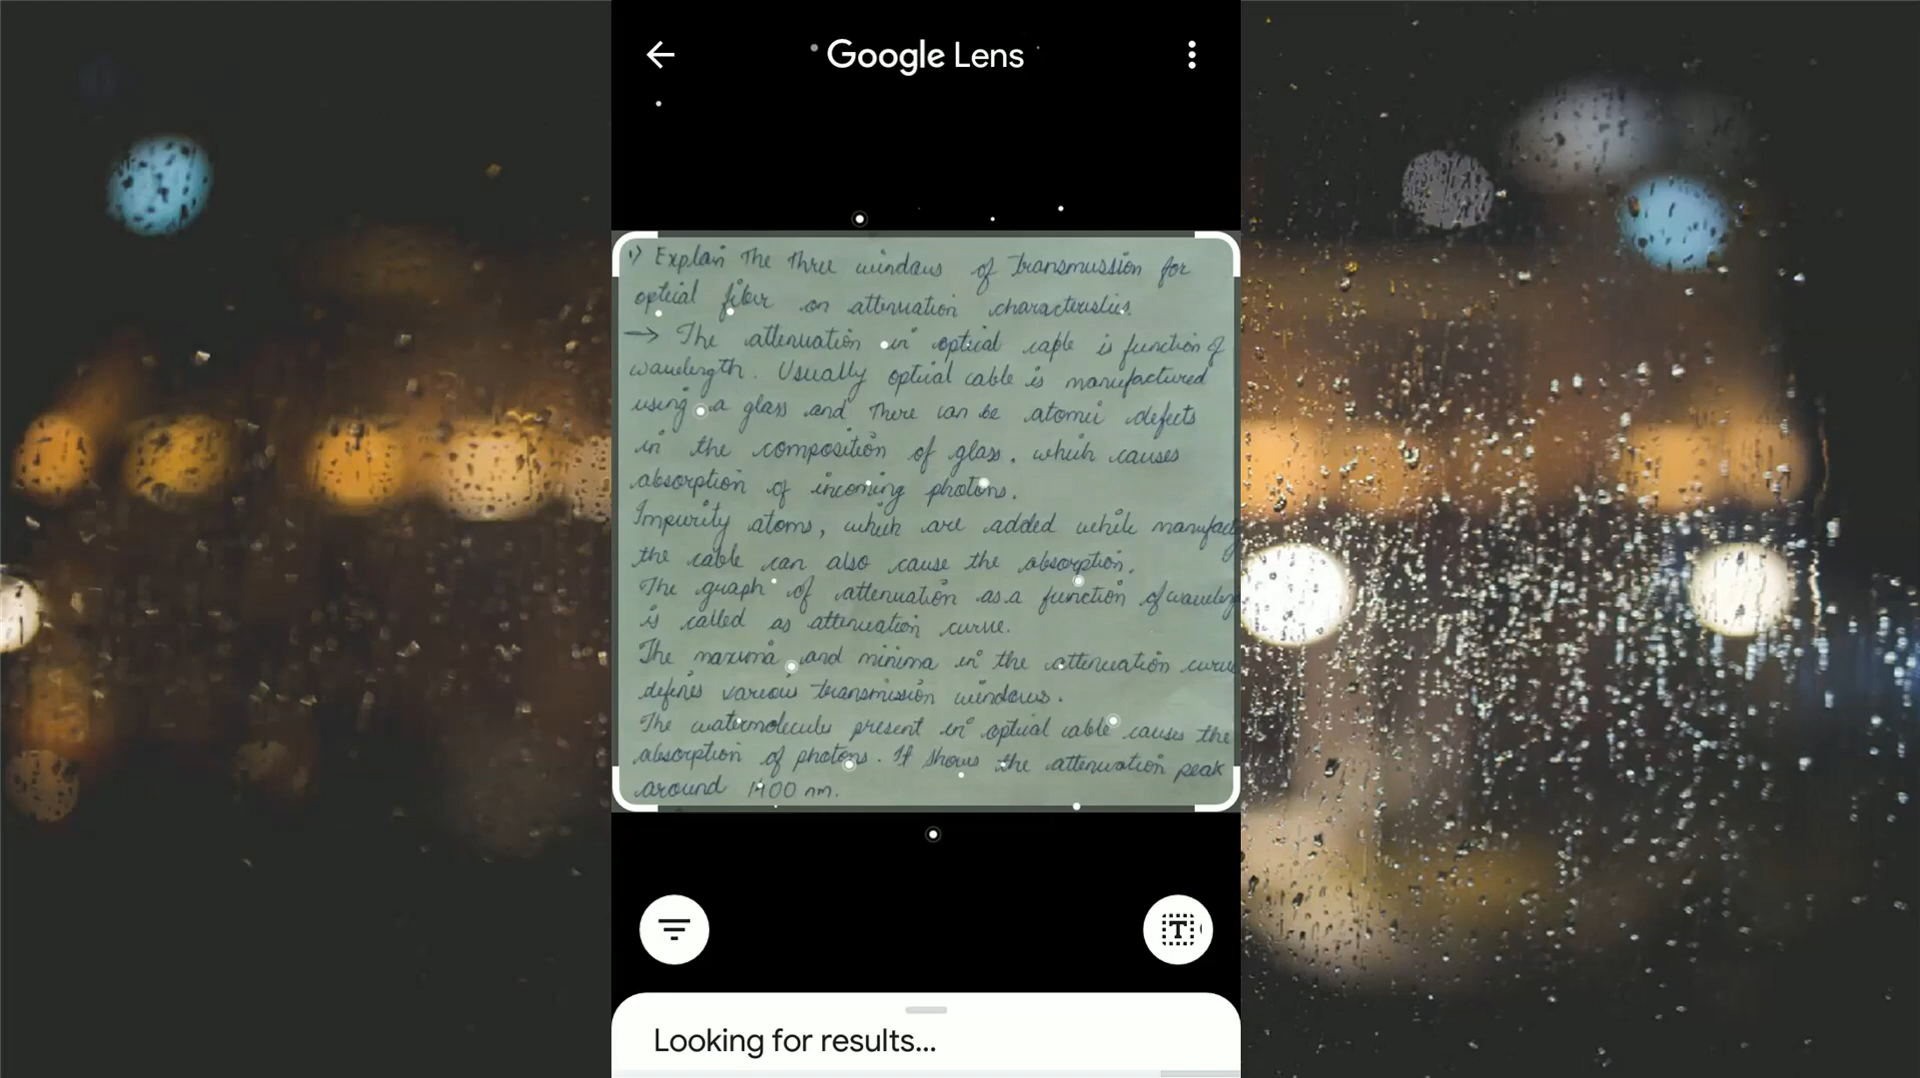 Google Lens
1) Explain The Three windows of transmussion for
optical fiber on attenuation characteristics.
→ The attenuation in optical cable is function of
wavelength. Usually optical cable is manufactured
using a glass and There can be atomic defects
in the composition of glass. which causes
absorption of incoming photons.
Impurity atoms, which are added while manufact
the cable can also cause the absorption.
The graph of attenuation as a function of waveleng
is called as attenuation curve.
The maxima and minima in the attenuation curve
defines various transmission windows.
The watermolecules present in optical cable causes the
absorption of photons. It shows the attenuation peak
around 1400 nm.
T
Looking for results...